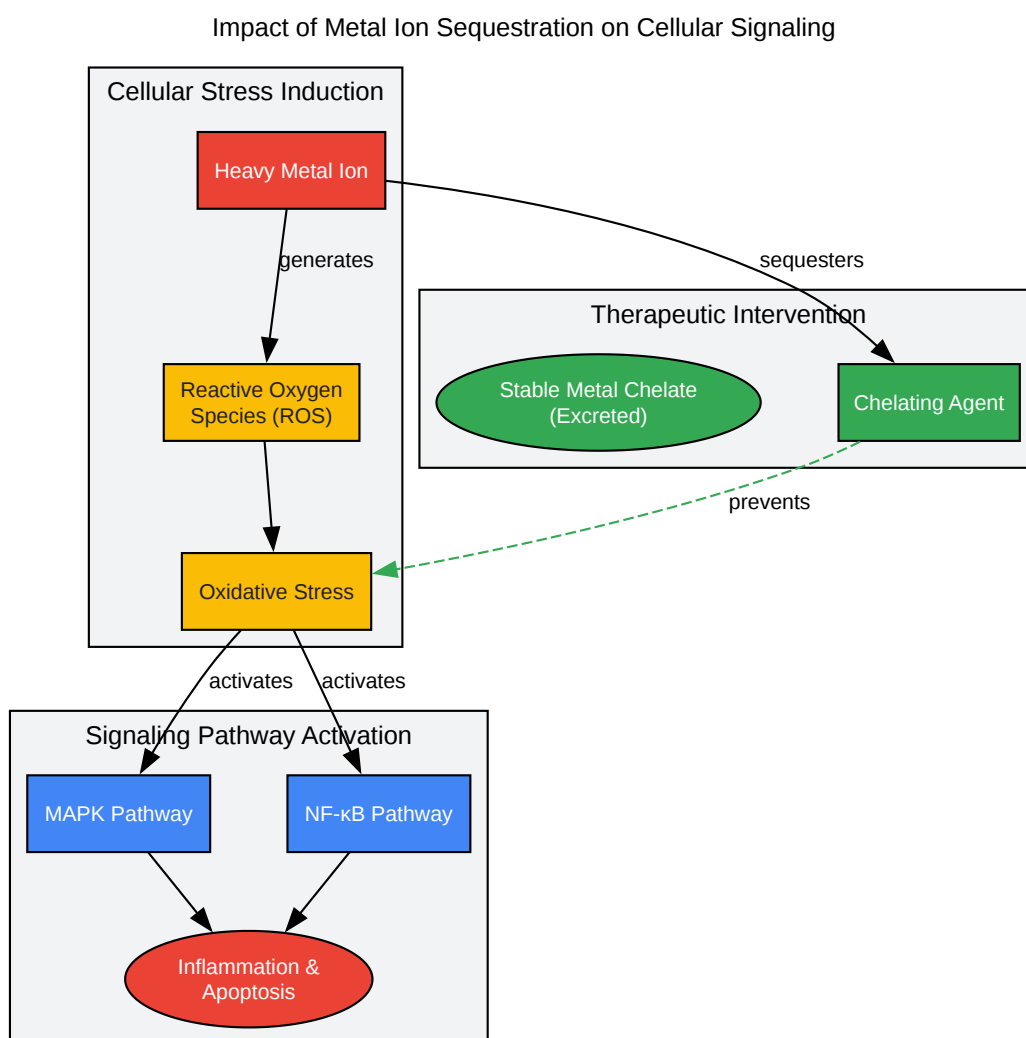 Impact of Metal Ion Sequestration on Cellular Signaling
Cellular Stress Induction
Heavy Metal Ion
generates
sequesters
Therapeutic Intervention
Reactive Oxygen
Species (ROS)
Stable Metal Chelate
(Excreted)
Chelating Agent
prevents
Oxidative Stress
activates
activates
Signaling Pathway Activation
MAPK Pathway
NF-κB Pathway
Inflammation &
Apoptosis